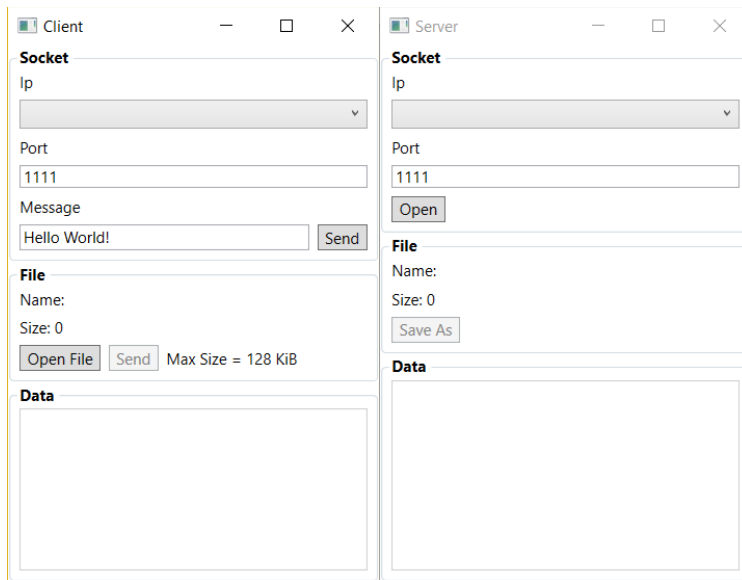 Client
Socket
Ip
Port
1111
Message
Hello World!
Send
File
Name:
Size: 0
Open File Send Max Size = 128 KiB
Data
Server
Socket
Ip
Port
1111
Open
File
Name:
Size: 0
Save As
Data